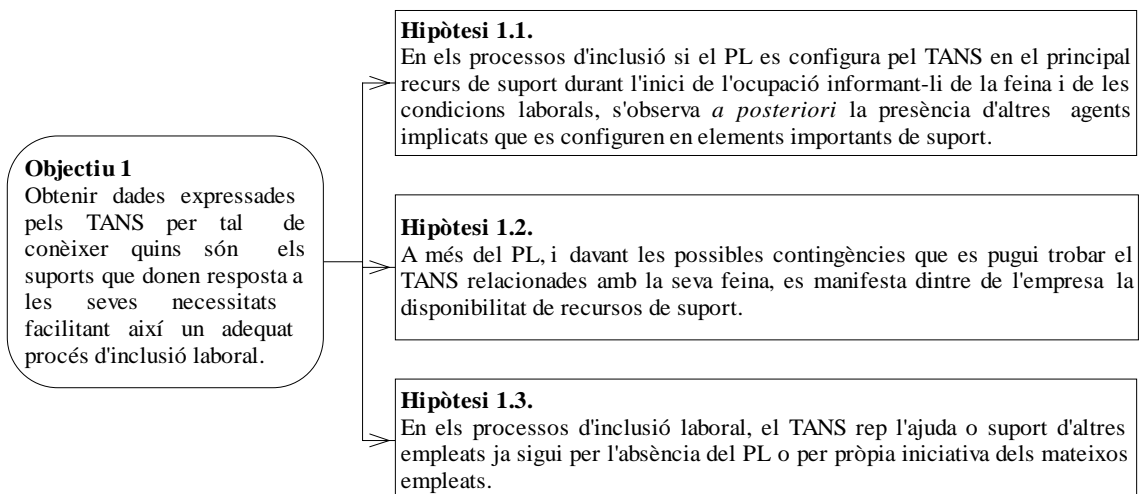 Objectiu 1
Obtenir dades expressades
pels TANS per tal de
conèixer quins són els
suports que donen resposta a
les seves necessitats
facilitant així un adequat
procés d'inclusió laboral.
Hipòtesi 1.1.
En els processos d'inclusió si el PL es configura pel TANS en el principal
recurs de suport durant l'inici de l'ocupació informant-li de la feina i de les
condicions laborals, s'observa a posteriori la presència d'altres agents
implicats que es configuren en elements importants de suport.
Hipòtesi 1.2.
A més del PL, i davant les possibles contingències que es pugui trobar el
TANS relacionades amb la seva feina, es manifesta dintre de l'empresa la
disponibilitat de recursos de suport.
Hipòtesi 1.3.
En els processos d'inclusió laboral, el TANS rep l'ajuda o suport d'altres
empleats ja sigui per l'absència del PL o per pròpia iniciativa dels mateixos
empleats.